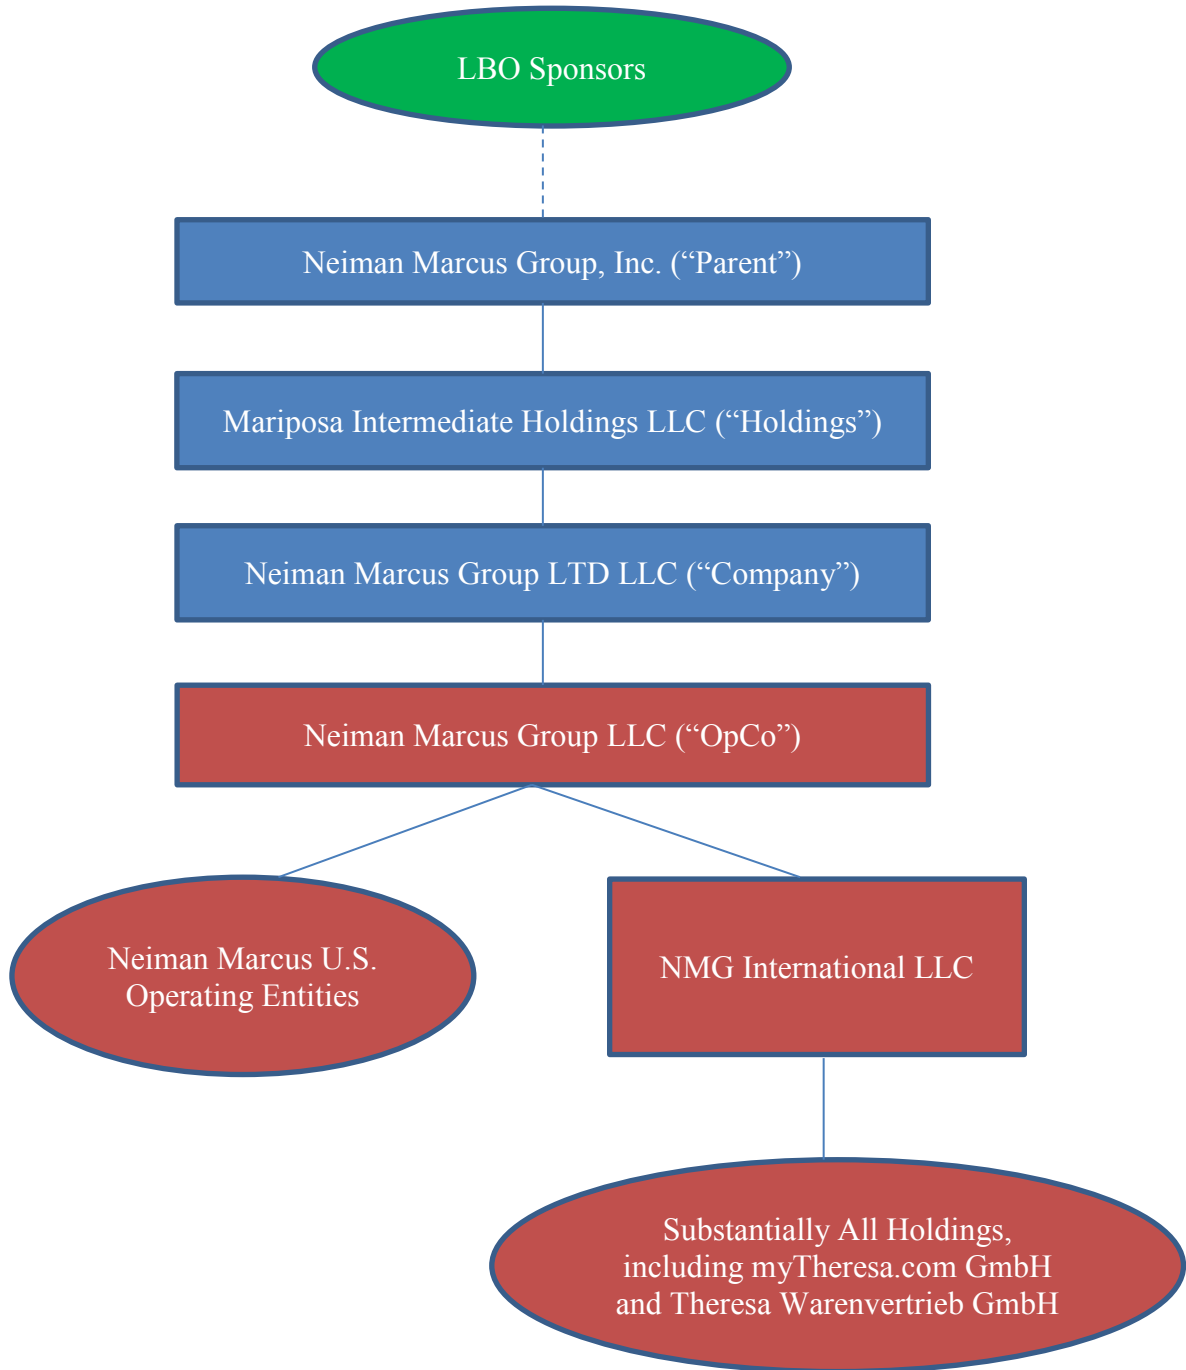 LBO Sponsors
Neiman Marcus Group, Inc. (“Parent”)
Mariposa Intermediate Holdings LLC (“Holdings”)
Neiman Marcus Group LTD LLC (“Company”)
Neiman Marcus Group LLC (“OpCo”)
Neiman Marcus U.S.
Operating Entities
NMG International LLC
Substantially All Holdings,
including myTheresa.com GmbH
and Theresa Warenvertrieb GmbH